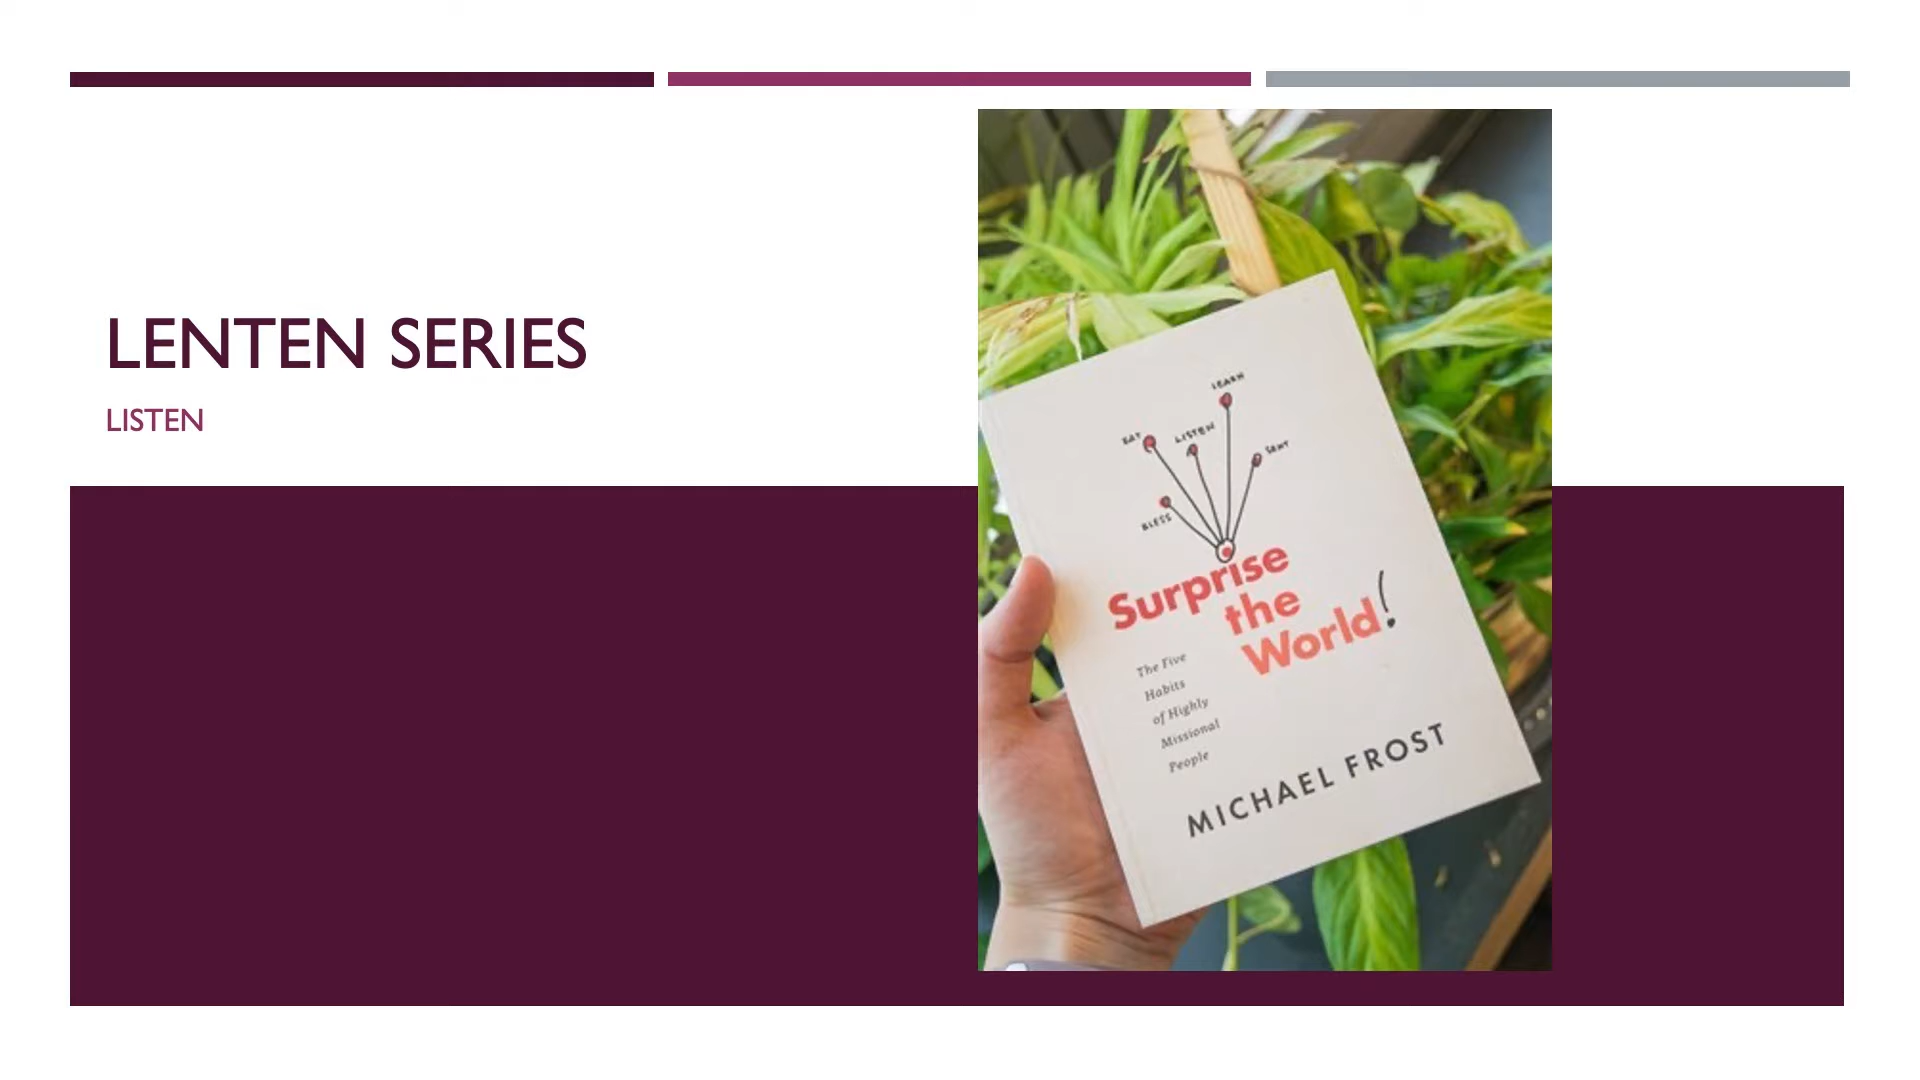 LENTEN SERIES
LISTEN
LEARN
EAT
LISTEN
SENT
BLESS
Surprise
the
World!
The Five
Habits
of Highly
Missional
People
MICHAEL FROST